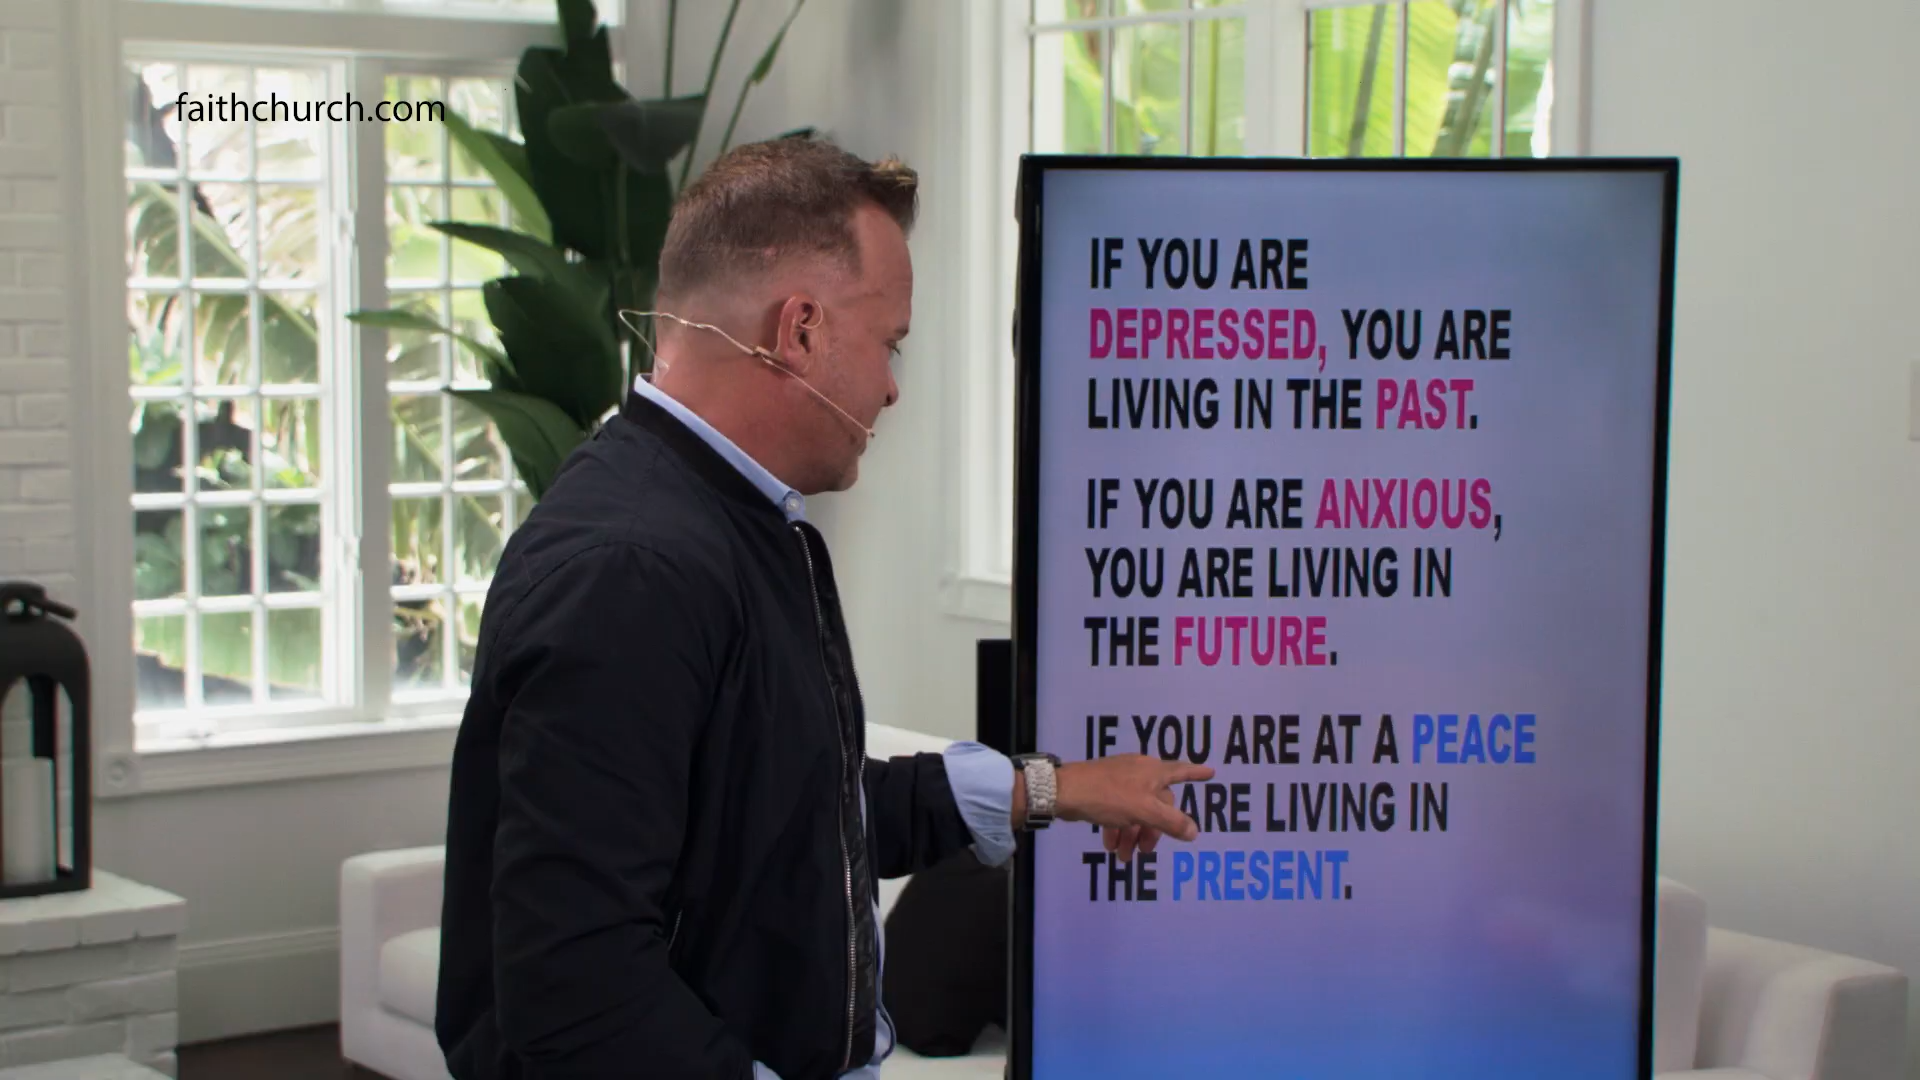 faithchurch.com
IF YOU ARE
DEPRESSED, YOU ARE
LIVING IN THE PAST.
IF YOU ARE ANXIOUS,
YOU ARE LIVING IN
THE FUTURE.
IF YOU ARE AT A PEACE
ARE LIVING IN
THE PRESENT.